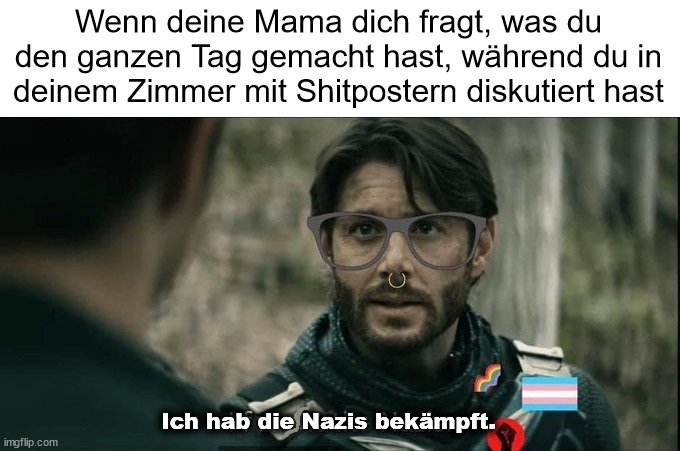 Wenn deine Mama dich fragt, was du
den ganzen Tag gemacht hast, während du in
deinem Zimmer mit Shitpostern diskutiert hast
Ich hab die Nazis bekämpft.
imgflip.com